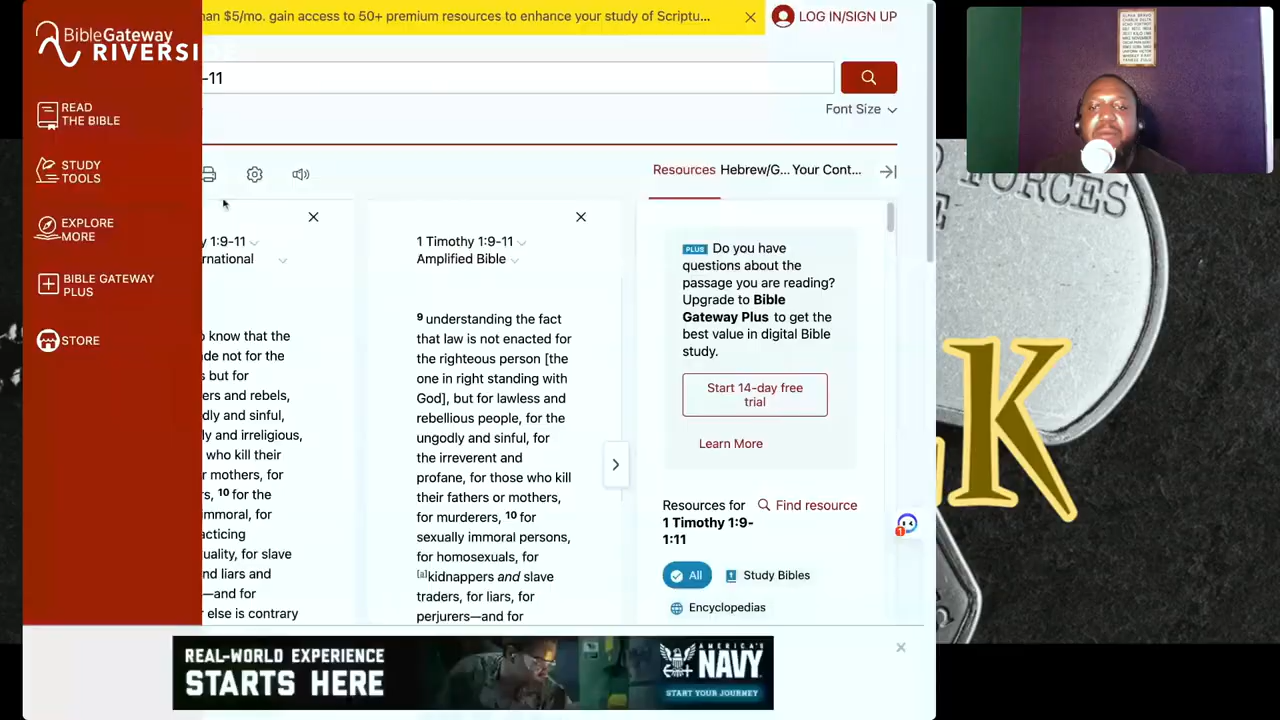 han $5/mo. gain access to 50+ premium resources to enhance your study of Scriptu...
LOG IN/SIGN UP
BibleGateway
RIVERSI
-11
Font Size
READ
THE BIBLE
STUDY
TOOLS
EXPLORE
MORE
BIBLE GATEWAY
PLUS
STORE
Resources Hebrew/G... Your Cont...
y 1:9-11
rnational
o know that the
de not for the
s but for
ers and rebels,
dly and sinful,
ly and irreligious,
who kill their
r mothers, for
s, 10 for the
mmoral, for
acticing
uality, for slave
nd liars and
—and for
r else is contrary
1 Timothy 1:9-11
Amplified Bible
9 understanding the fact
that law is not enacted for
the righteous person [the
one in right standing with
God], but for lawless and
rebellious people, for the
ungodly and sinful, for
the irreverent and
profane, for those who kill
their fathers or mothers,
for murderers, 10 for
sexually immoral persons,
for homosexuals, for
[a]kidnappers and slave
traders, for liars, for
perjurers—and for
PLUS Do you have
questions about the
passage you are reading?
Upgrade to Bible
Gateway Plus to get the
best value in digital Bible
study.
Start 14-day free
trial
Learn More
Resources for
1 Timothy 1:9-
1:11
Find resource
All
Study Bibles
Encyclopedias
1
REAL-WORLD EXPERIENCE
STARTS HERE
AMERICA'S
NAVY
START YOUR JOURNEY
FORCES
K